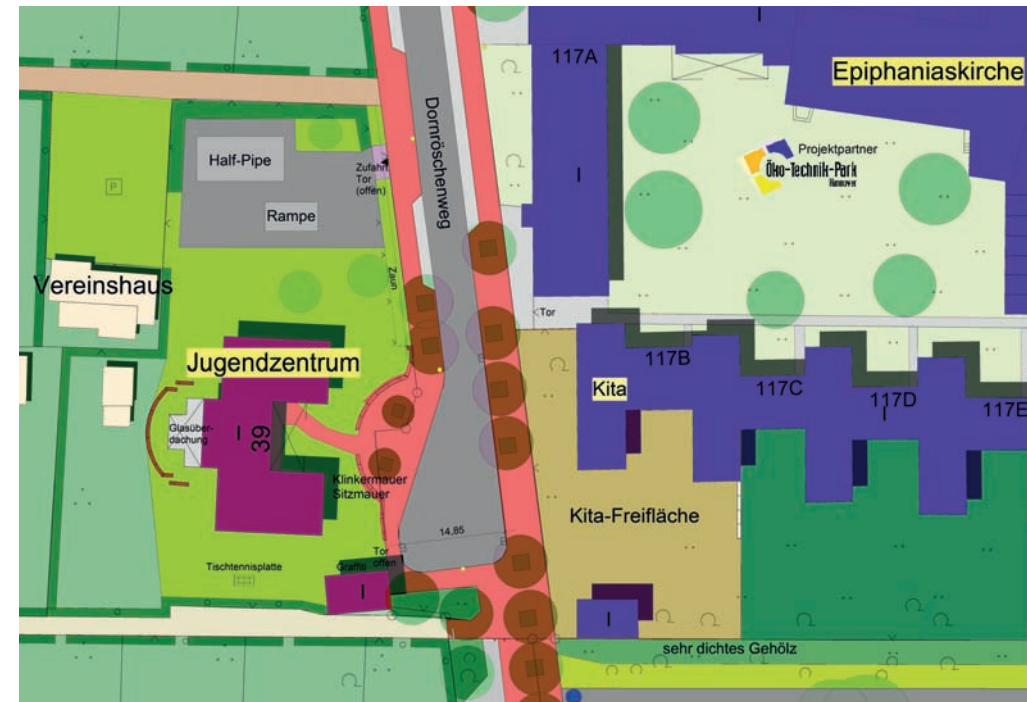 I
117A
Epiphaniaskirche
Dornröschenweg
Half-Pipe
Zufahrt
Tor
(offen)
Projektpartner
Öko-Technik-Park
Hannover
I
P
Rampe
Zaun
Vereinshaus
Tor
Jugendzentrum
117B
Kita
117C
117D
I
117E
Glasüber-
dachung
I
39
Klinkermauer
Sitzmauer
Kita-Freifläche
14,85
Tor
offen
Graffiti
Tischtennisplatte
I
I
sehr dichtes Gehölz